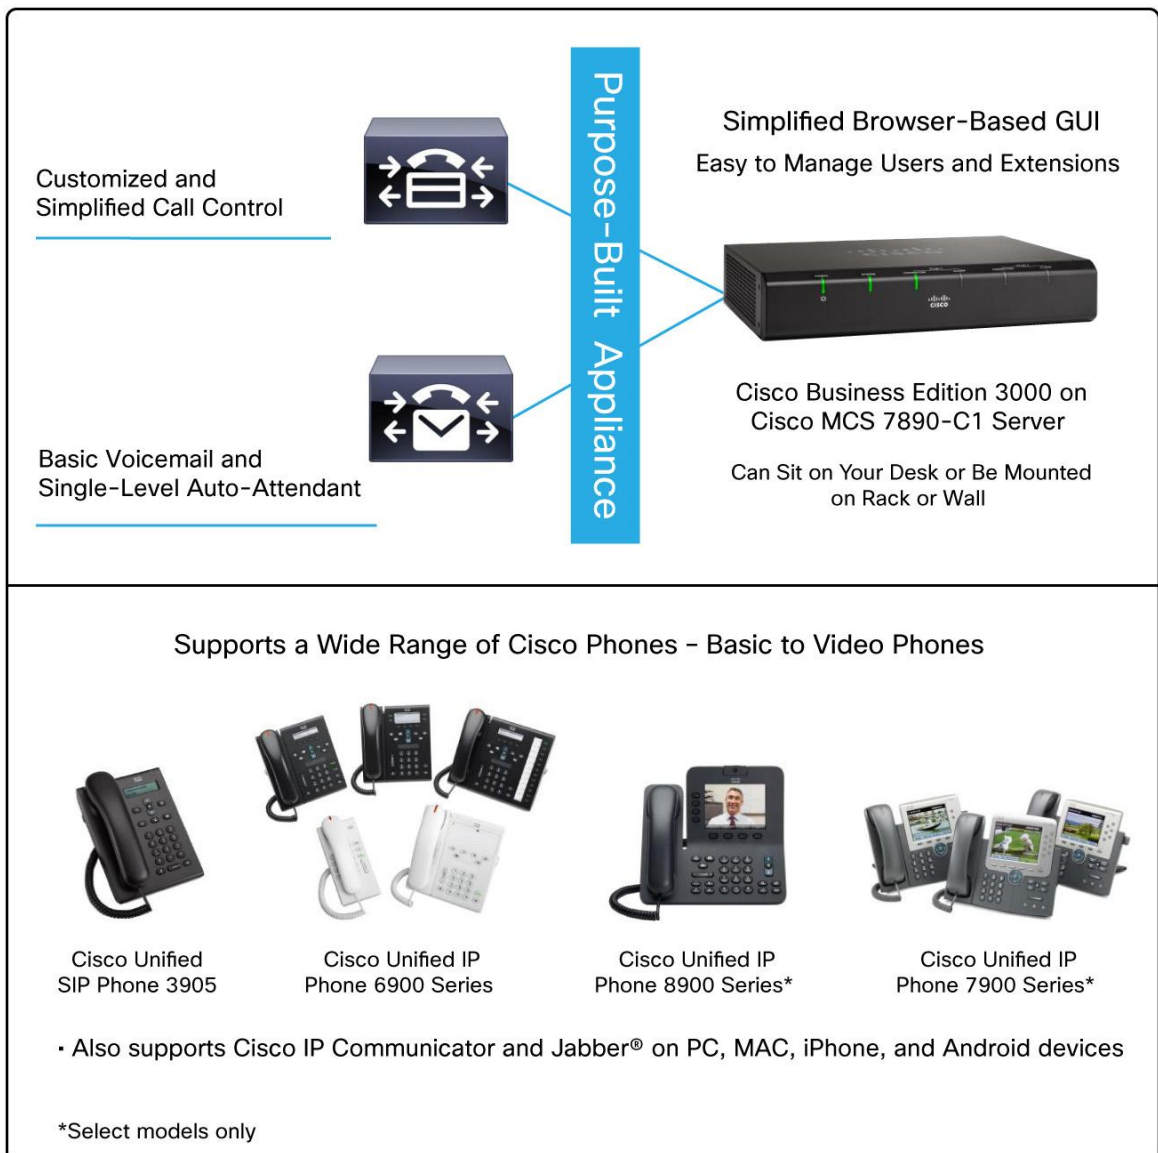 Customized and
Simplified Call Control
Basic Voicemail and
Single-Level Auto-Attendant
Purpose-Built Appliance
Simplified Browser-Based GUI
Easy to Manage Users and Extensions
CISCO
Cisco Business Edition 3000 on
Cisco MCS 7890-C1 Server
Can Sit on Your Desk or Be Mounted
on Rack or Wall
Supports a Wide Range of Cisco Phones - Basic to Video Phones
Cisco Unified
SIP Phone 3905
Cisco Unified IP
Phone 6900 Series
Cisco Unified IP
Phone 8900 Series*
Cisco Unified IP
Phone 7900 Series*
· Also supports Cisco IP Communicator and Jabber® on PC, MAC, iPhone, and Android devices
*Select models only